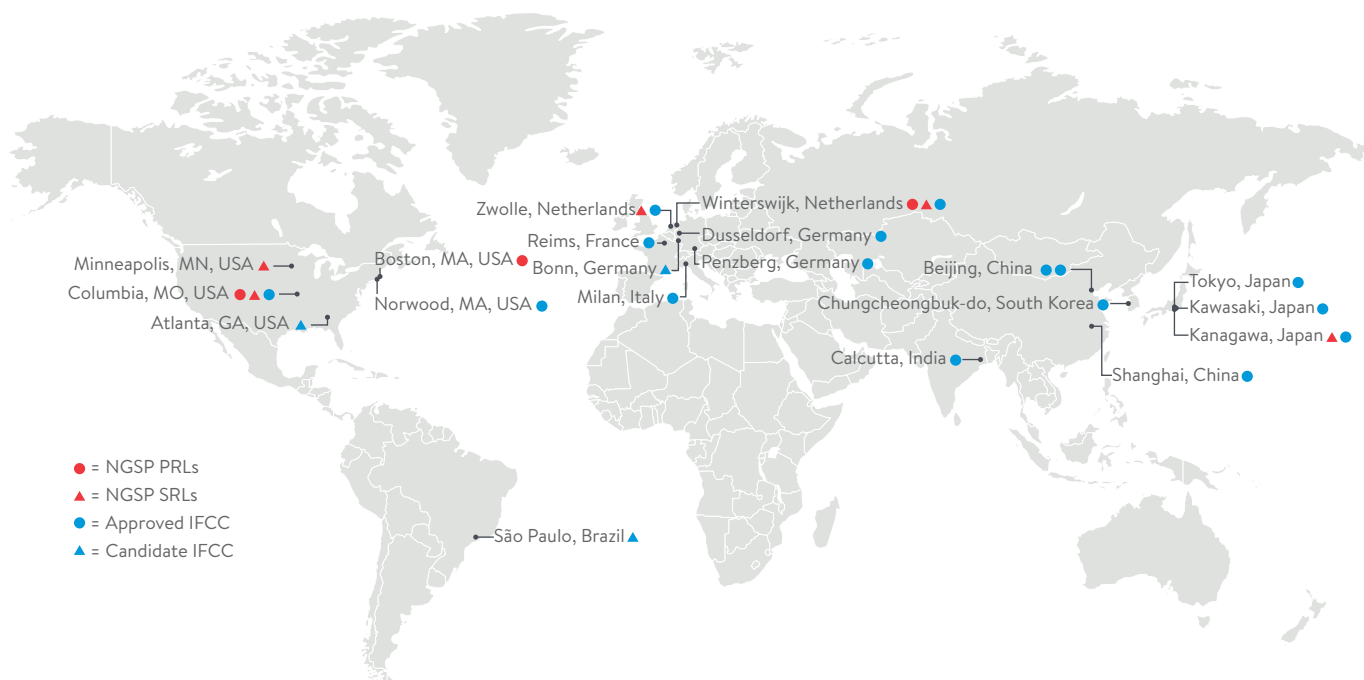 Zwolle, Netherlands
Winterswijk, Netherlands
Reims, France
Dusseldorf, Germany
Minneapolis, MN, USA
Boston, MA, USA
Bonn, Germany
Penzberg, Germany
Beijing, China
Tokyo, Japan
Columbia, MO, USA
Norwood, MA, USA
Milan, Italy
Chungcheongbuk-do, South Korea
Kawasaki, Japan
Atlanta, GA, USA
Kanagawa, Japan
Calcutta, India
Shanghai, China
= NGSP PRLs
= NGSP SRLs
= Approved IFCC
= Candidate IFCC
São Paulo, Brazil